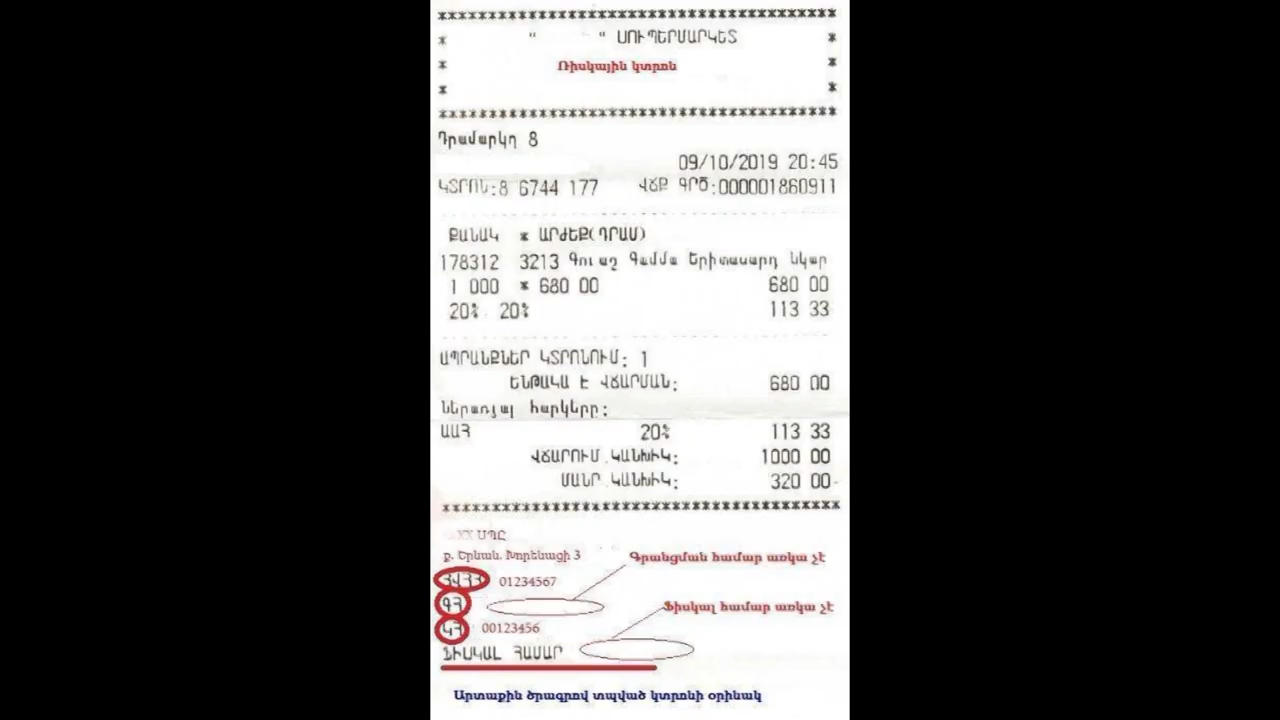 ***************************************
* " " ՍՈՒՊԵՐՄԱՐԿԵՏ *
* Ռիսկային կտրոն *
* *
***************************************
Դրամարկղ 8
09/10/2019 20:45
ԿՏՐՈՆ:8 6744 177 ՎՃՔ ԳՐԾ:000001860911
ՔԱՆԱԿ * ԱՐԺԵՔ(ԴՐԱՄ)
178312 3213 Գուաշ Գամմա Երիտասարդ նկար
1 000 * 680 00 680 00
20% 20% 113 33
ԱՊՐԱՆՔՆԵՐ ԿՏՐՈՆՈՒՄ: 1
ԵՆԹԱԿԱ Է ՎՃԱՐՄԱՆ: 680 00
Ներառյալ հարկերը:
ԱԱՀ 20% 113 33
ՎՃԱՐՈՒՄ ԿԱՆԽԻԿ: 1000 00
ՄԱՆՐ ԿԱՆԽԻԿ: 320 00
***************************************
XX ՍՊԸ
ք. Երևան. Խորենացի 3 Գրանցման համար առկա չէ
ՀՎՀՀ 01234567
ԳՀ Ֆիսկալ համար առկա չէ
ԿՀ 00123456
ՖԻՍԿԱԼ ՀԱՄԱՐ
Արտաքին ծրագրով տպված կտրոնի օրինակ